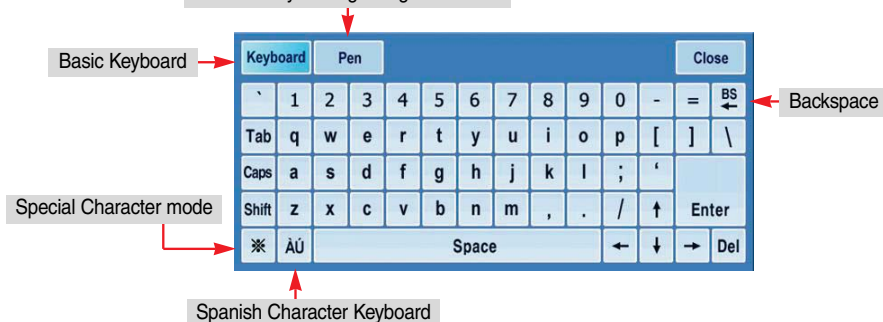 Keyboard Pen Close
Basic Keyboard
` 1 2 3 4 5 6 7 8 9 0 - = BS ←
Backspace
Tab q w e r t y u i o p [ ] \
Caps a s d f g h j k l ; ‘
Special Character mode
Shift z x c v b n m , . / ↑ Enter
※ ÀÚ Space ← ↓ → Del
Spanish Character Keyboard